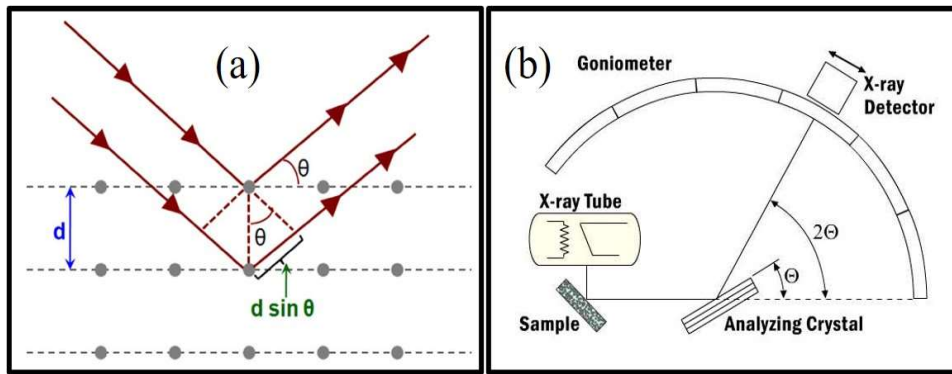 (a)
θ
d
θ
d sin θ
(b)
Goniometer
X-ray
Detector
X-ray Tube
2Θ
Θ
Sample
Analyzing Crystal